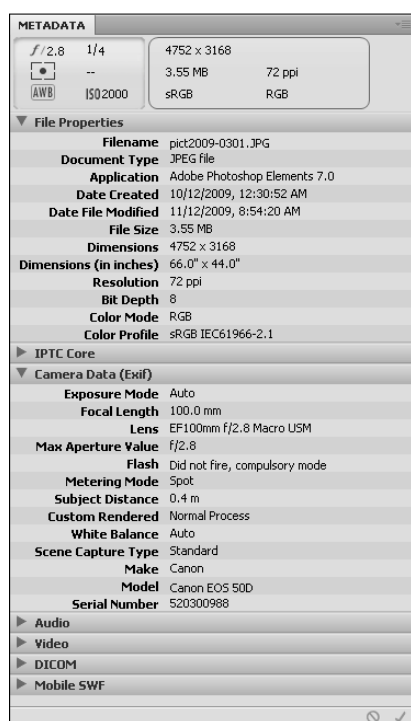 METADATA
f/2.8 1/4
--
AWB ISO2000
4752 x 3168
3.55 MB 72 ppi
sRGB RGB
File Properties
Filename pict2009-0301.JPG
Document Type JPEG file
Application Adobe Photoshop Elements 7.0
Date Created 10/12/2009, 12:30:52 AM
Date File Modified 11/12/2009, 8:54:20 AM
File Size 3.55 MB
Dimensions 4752 x 3168
Dimensions (in inches) 66.0" x 44.0"
Resolution 72 ppi
Bit Depth 8
Color Mode RGB
Color Profile sRGB IEC61966-2.1
IPTC Core
Camera Data (Exif)
Exposure Mode Auto
Focal Length 100.0 mm
Lens EF100mm f/2.8 Macro USM
Max Aperture Value f/2.8
Flash Did not fire, compulsory mode
Metering Mode Spot
Subject Distance 0.4 m
Custom Rendered Normal Process
White Balance Auto
Scene Capture Type Standard
Make Canon
Model Canon EOS 50D
Serial Number 520300988
Audio
Video
DICOM
Mobile SWF